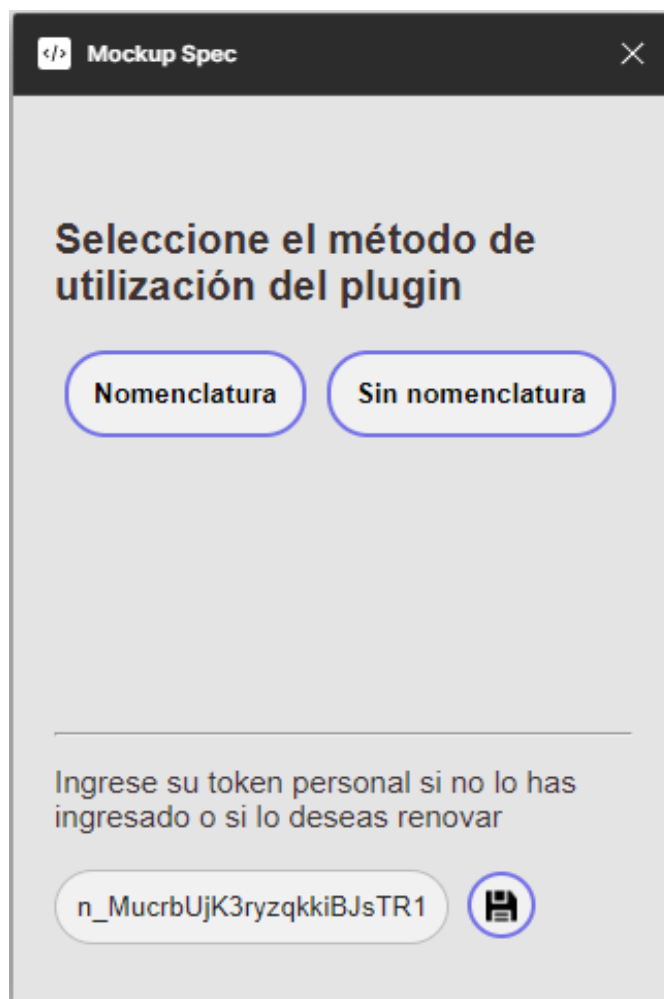 </> Mockup Spec
Seleccione el método de
utilización del plugin
Nomenclatura
Sin nomenclatura
Ingrese su token personal si no lo has
ingresado o si lo deseas renovar
n_MucrbUjK3ryzqkkiBJsTR1